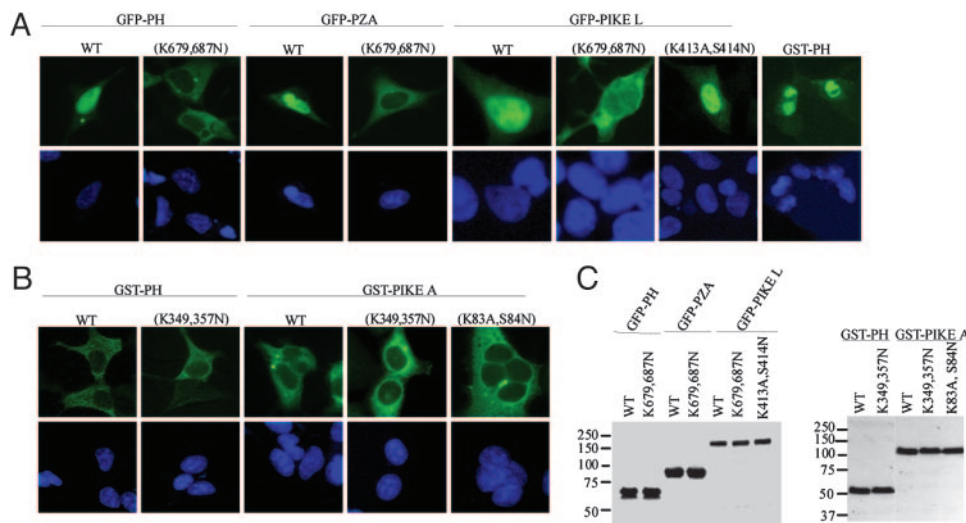 A
GFP-PH GFP-PZA GFP-PIKE L
WT (K679,687N) WT (K679,687N) WT (K679,687N) (K413A,S414N) GST-PH
B
GST-PH GST-PIKE A
WT (K349,357N) WT (K349,357N) (K83A,S84N)
C
GFP-PH GFP-PZA GFP-PIKE L
WT K679,687N WT K679,687N WT K679,687N K413A,S414N
250
150
100
75
50
GST-PH GST-PIKE A
WT K349,357N WT K349,357N K83A, S84N
250
150
100
75
50
37